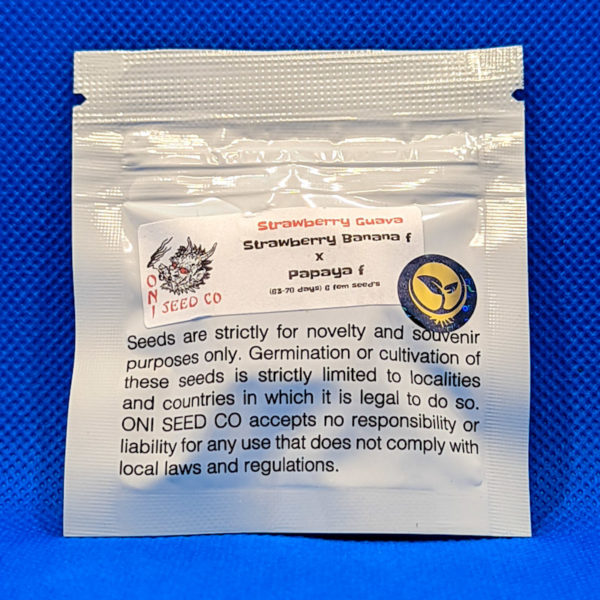 Strawberry Guava
Strawberry Banana f
x
Papaya f
(63-70 days) 6 fem seed's
ONI
SEED CO
Seeds are strictly for novelty and souvenir
purposes only. Germination or cultivation of
these seeds is strictly limited to localities
and countries in which it is legal to do so.
ONI SEED CO accepts no responsibility or
liability for any use that does not comply with
local laws and regulations.